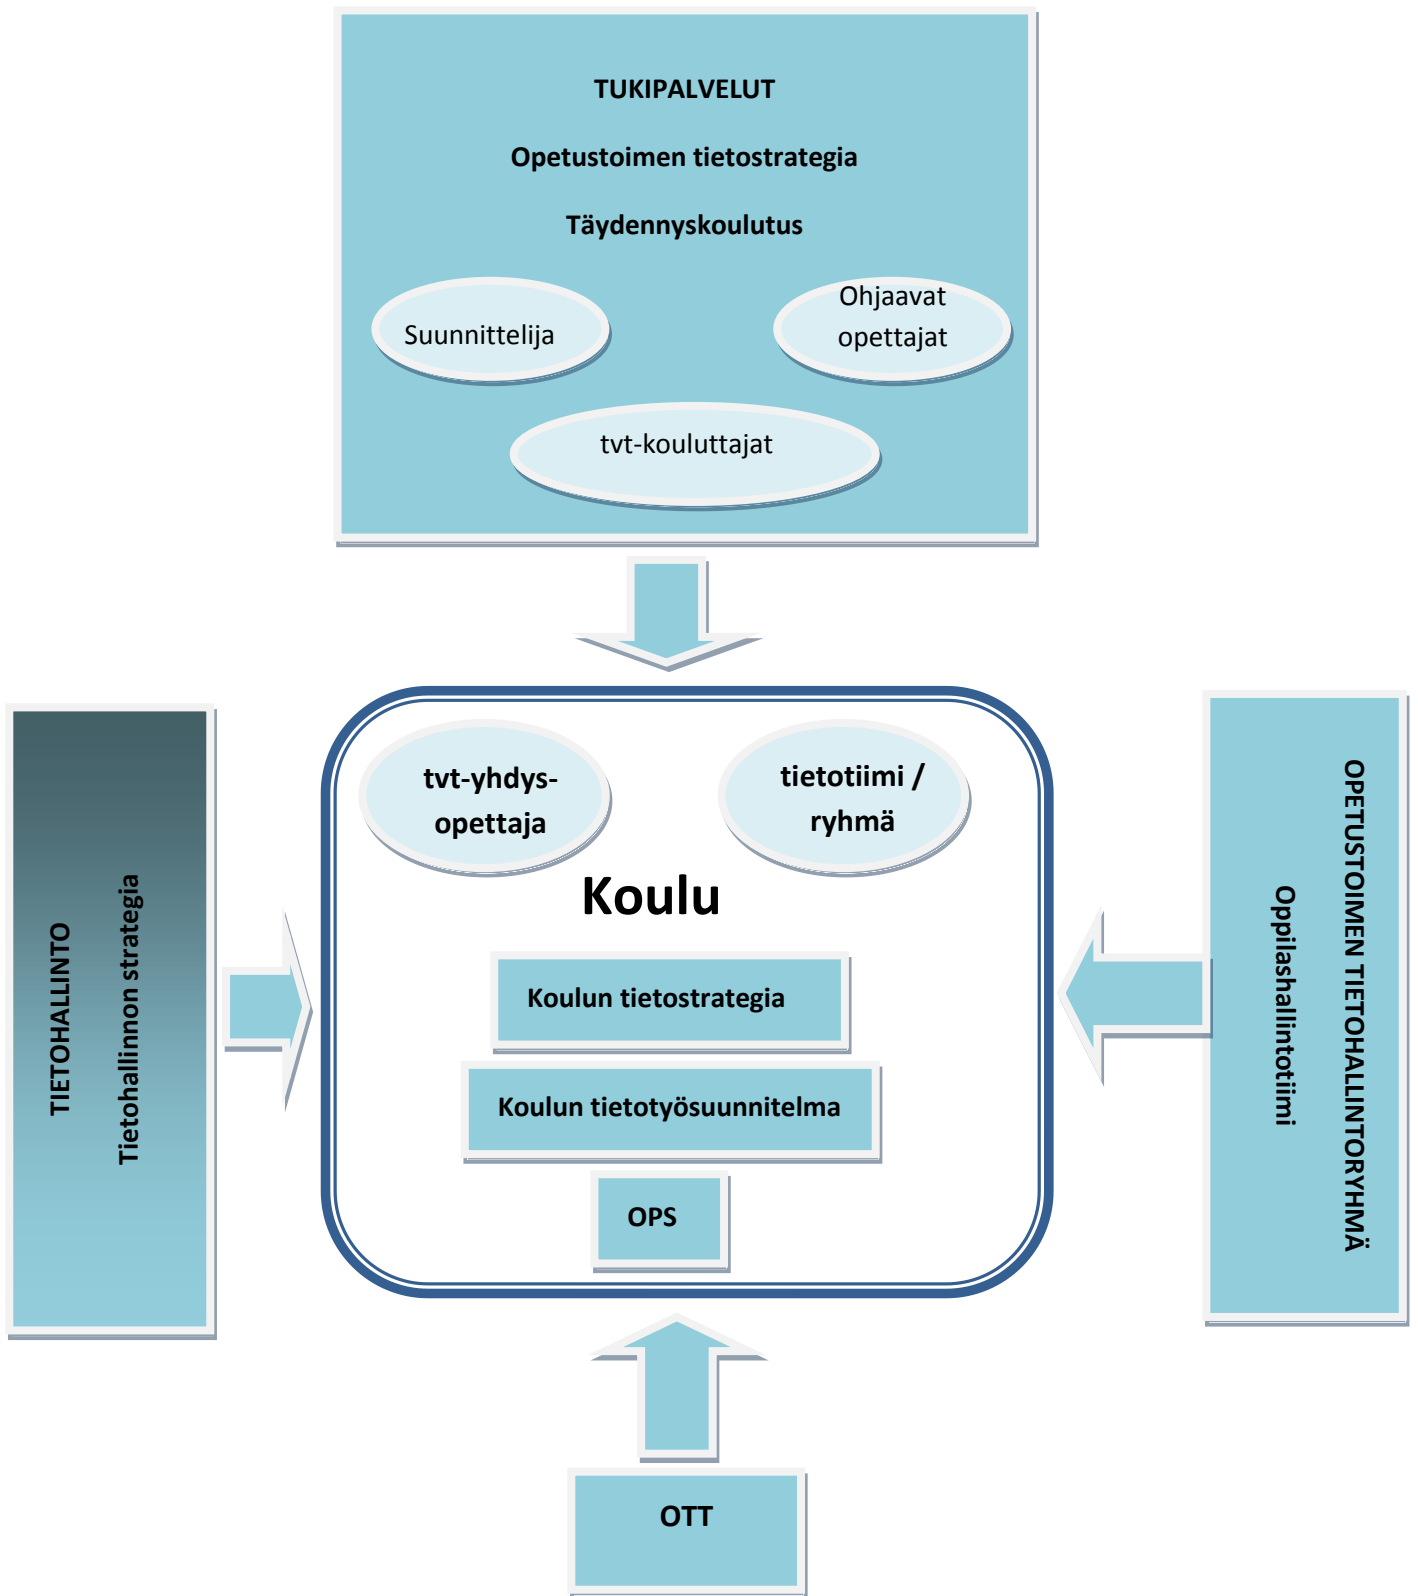 TUKIPALVELUT
Opetustoimen tietostrategia
Täydennyskoulutus
Suunnittelija
Ohjaavat
opettajat
tvt-kouluttajat
TIETOHALLINTO
Tietohallinnon strategia
tvt-yhdys-
opettaja
tietotiimi /
ryhmä
Koulu
Koulun tietostrategia
Koulun tietotyösuunnitelma
OPS
OPETUSTOIMEN TIETOHALLINTORYHMÄ
Oppilashallintotiimi
OTT